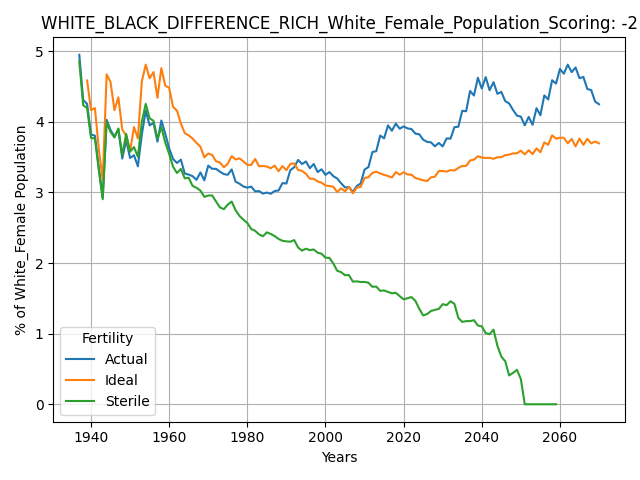 WHITE_BLACK_DIFFERENCE_RICH_White_Female_Population_Scoring: -2
% of White_Female Population
5
4
3
2
1
0
Fertility
Actual
Ideal
Sterile
1940 1960 1980 2000 2020 2040 2060
Years